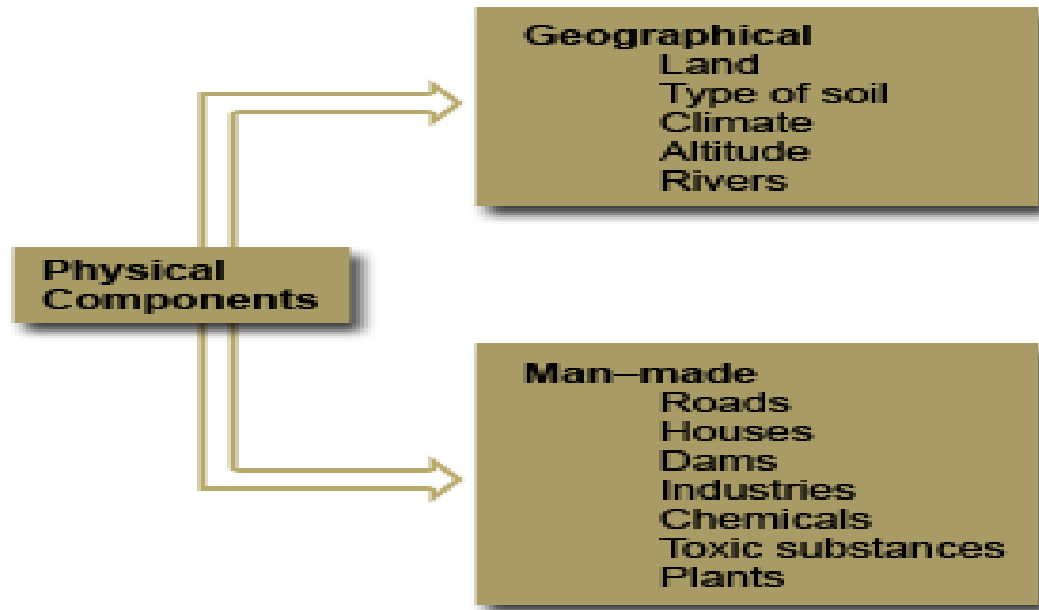 Geographical
Land
Type of soil
Climate
Altitude
Rivers
Physical
Components
Man–made
Roads
Houses
Dams
Industries
Chemicals
Toxic substances
Plants